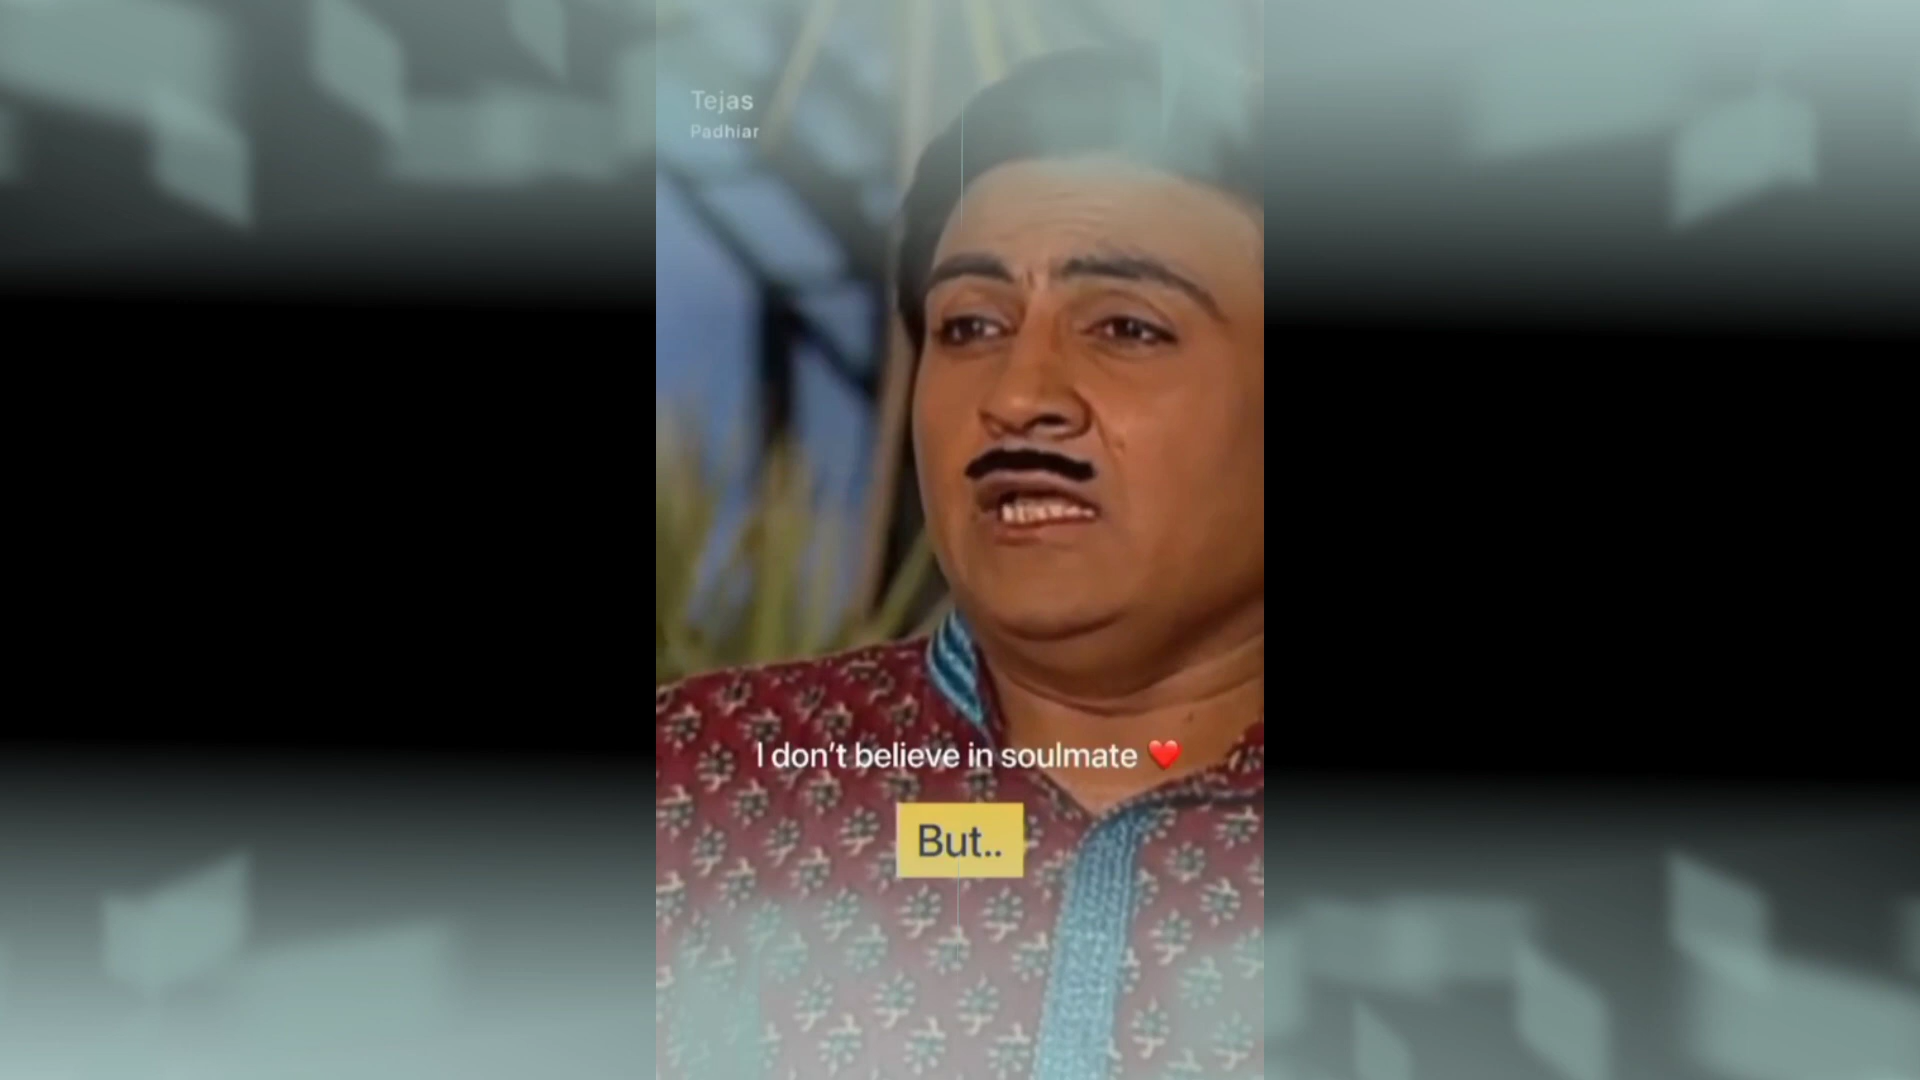 Tejas
Padhiar
I don't believe in soulmate ❤️
But..